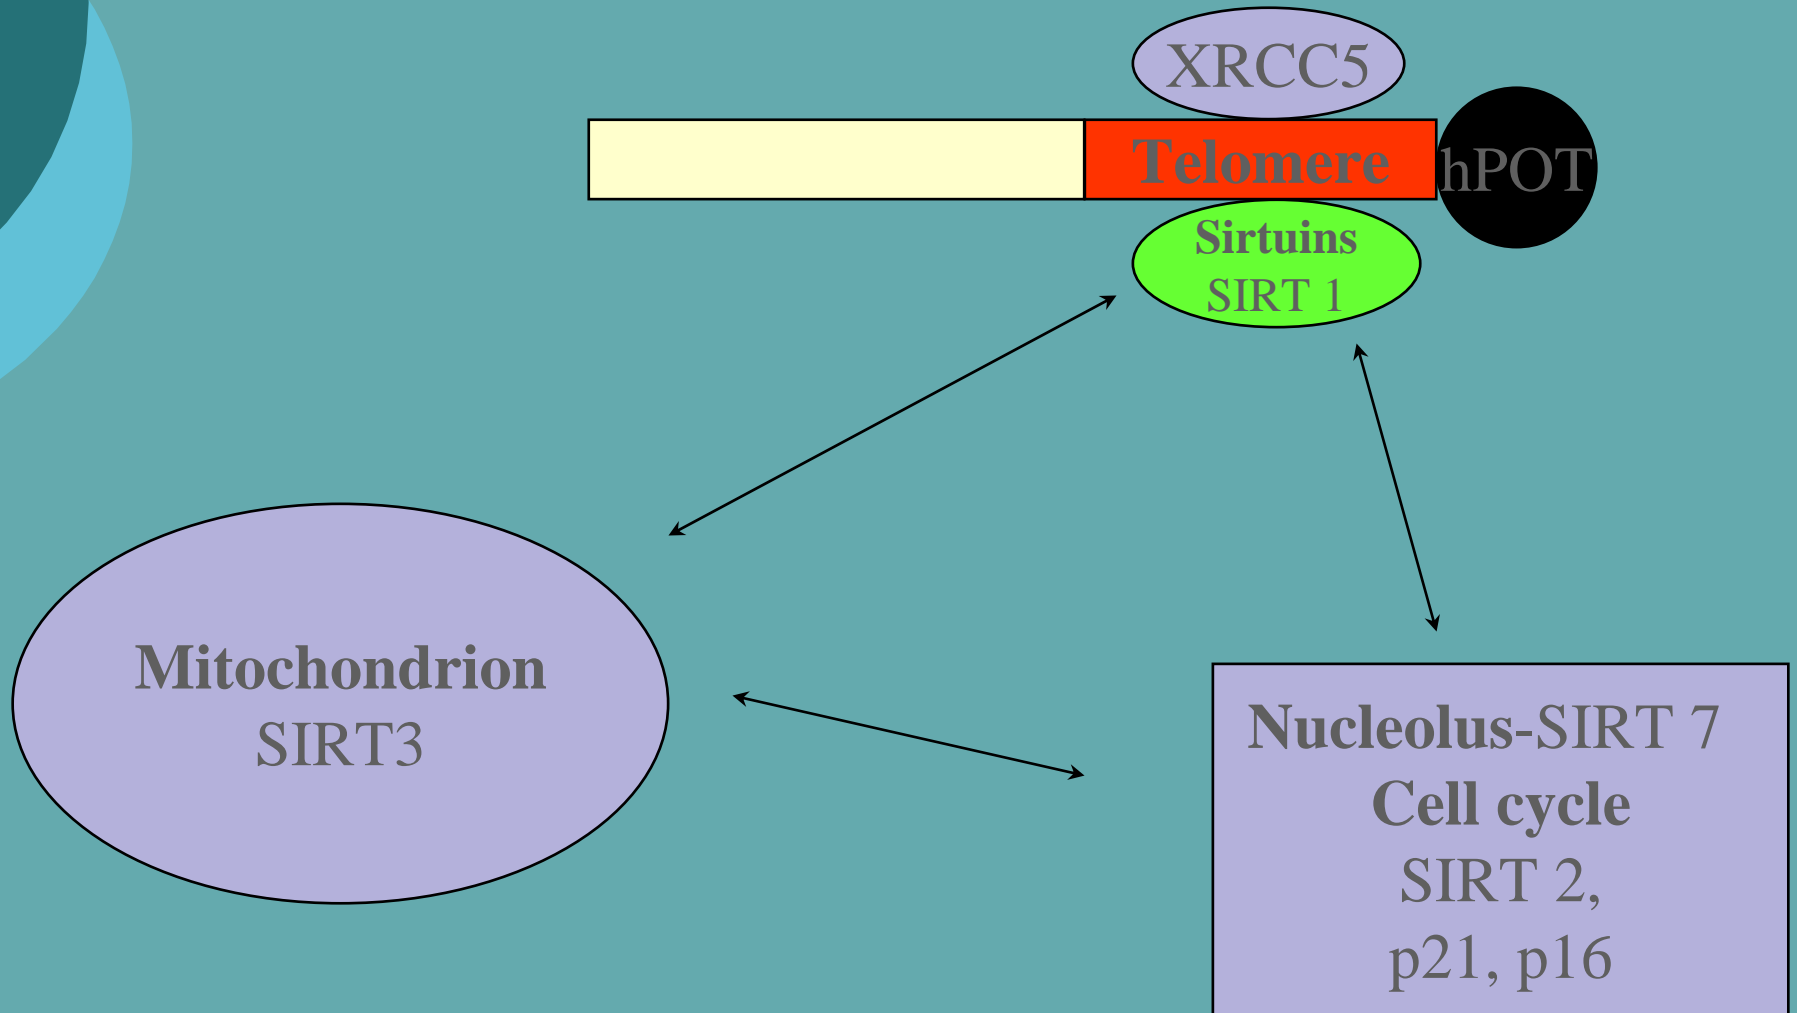 XRCC5
Telomere
hPOT
Sirtuins
SIRT 1
Mitochondrion
SIRT3
Nucleolus-SIRT 7
Cell cycle
SIRT 2,
p21, p16